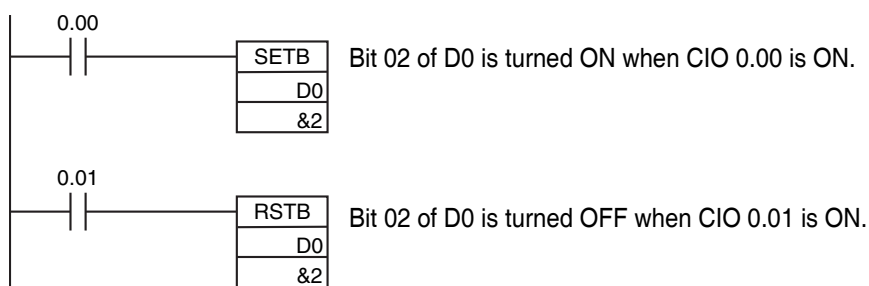 0.00
SETB Bit 02 of D0 is turned ON when CIO 0.00 is ON.
D0
&2
0.01
RSTB Bit 02 of D0 is turned OFF when CIO 0.01 is ON.
D0
&2